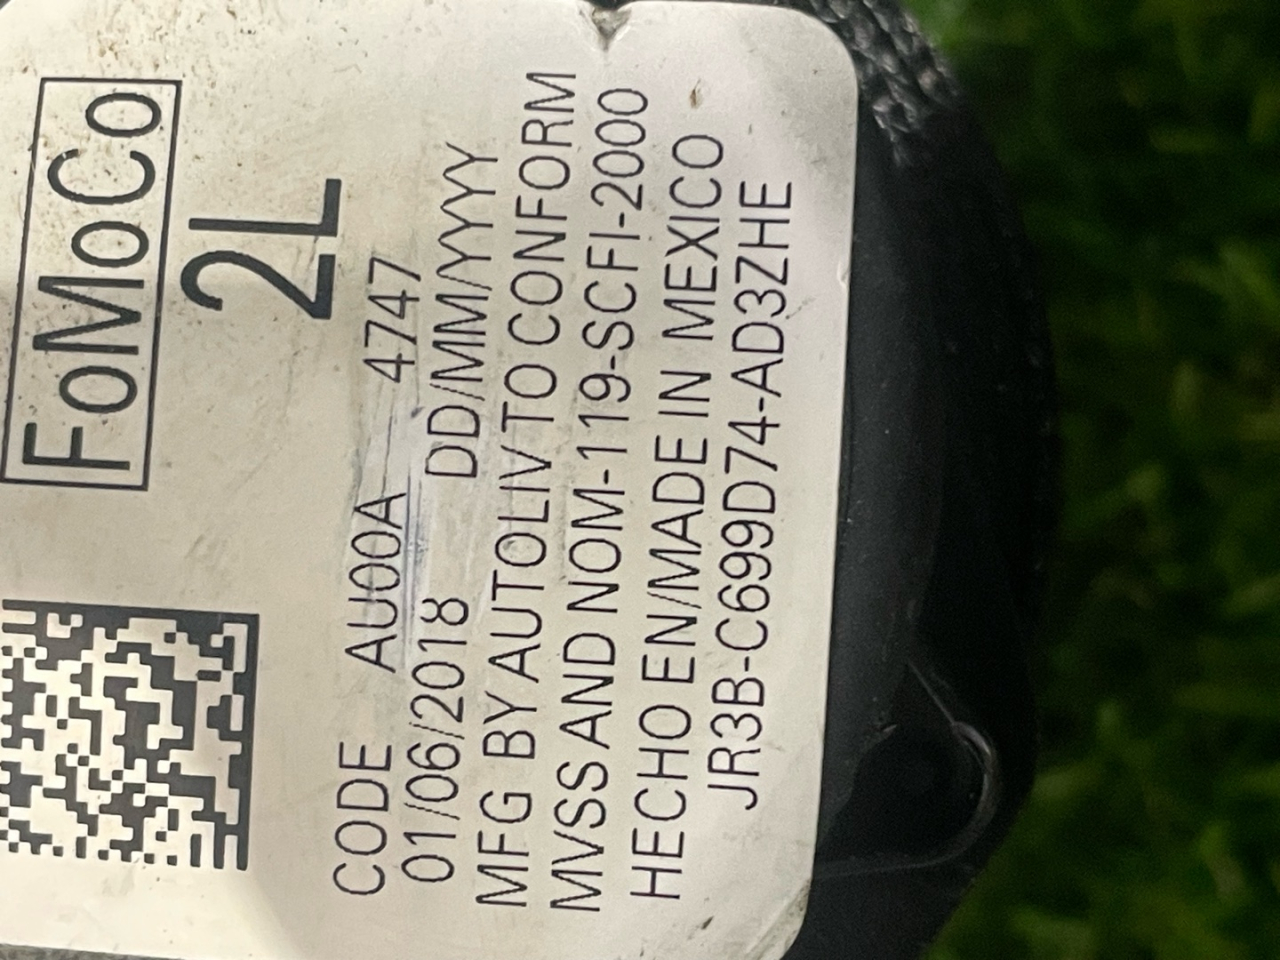 FoMoCo
2L
CODE AU00A 4747
01/06/2018 DD/MM/YYYY
MFG BY AUTOLIV TO CONFORM
MVSS AND NOM-119-SCFI-2000
HECHO EN/MADE IN MEXICO
JR3B-C699D74-AD3ZHE